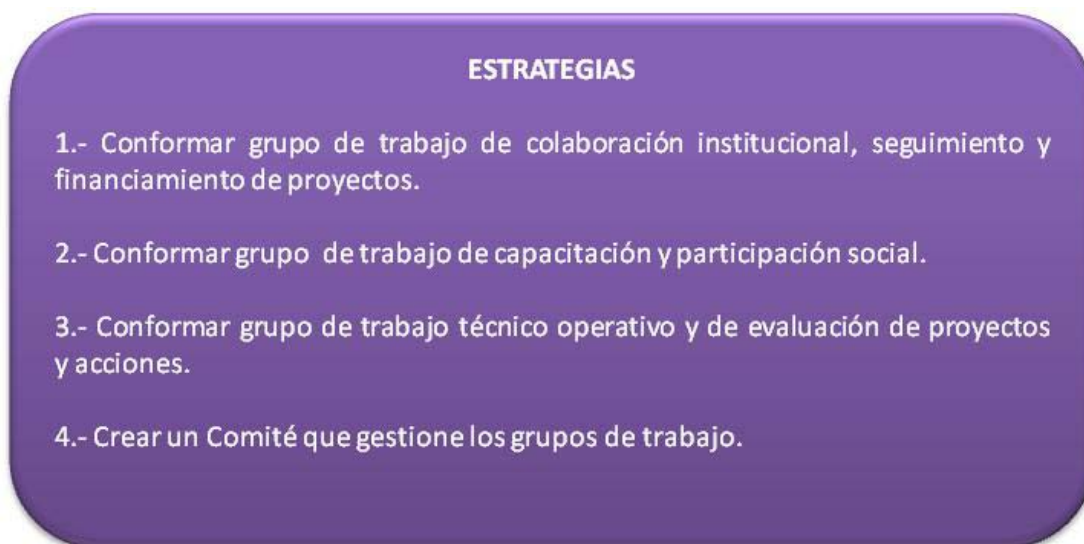 ESTRATEGIAS
1.- Conformar grupo de trabajo de colaboración institucional, seguimiento y
financiamiento de proyectos.
2.- Conformar grupo de trabajo de capacitación y participación social.
3.- Conformar grupo de trabajo técnico operativo y de evaluación de proyectos
y acciones.
4.- Crear un Comité que gestione los grupos de trabajo.